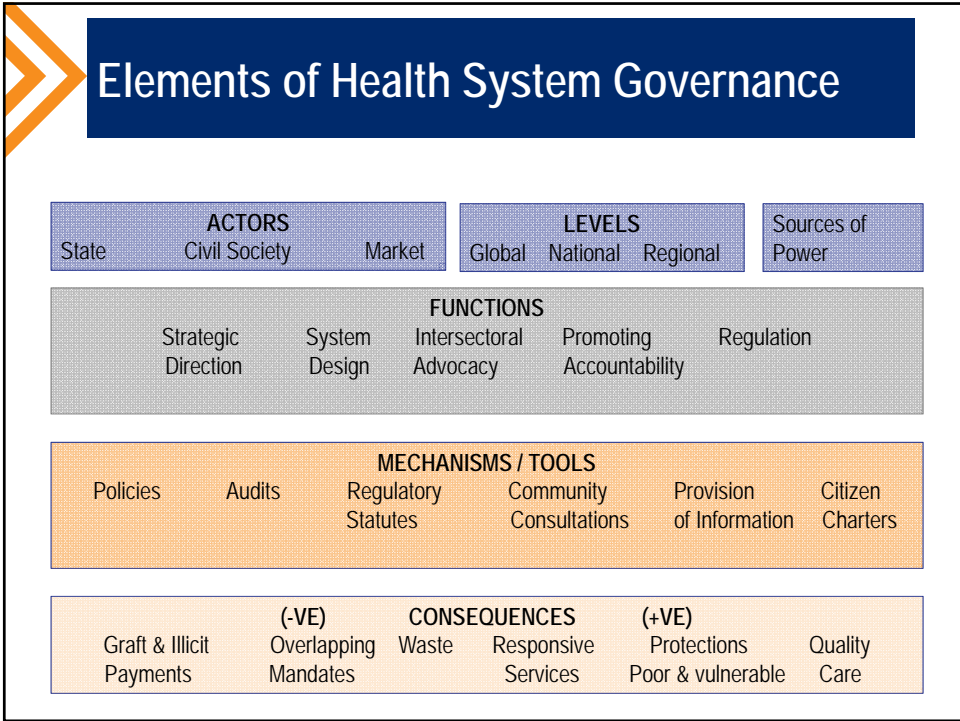 Elements of Health System Governance
ACTORS
State Civil Society Market
LEVELS
Global National Regional
Sources of
Power
FUNCTIONS
Strategic System Intersectoral Promoting Regulation
Direction Design Advocacy Accountability
MECHANISMS / TOOLS
Policies Audits Regulatory Community Provision Citizen
Statutes Consultations of Information Charters
(-VE) CONSEQUENCES (+VE)
Graft & Illicit Overlapping Waste Responsive Protections Quality
Payments Mandates Services Poor & vulnerable Care